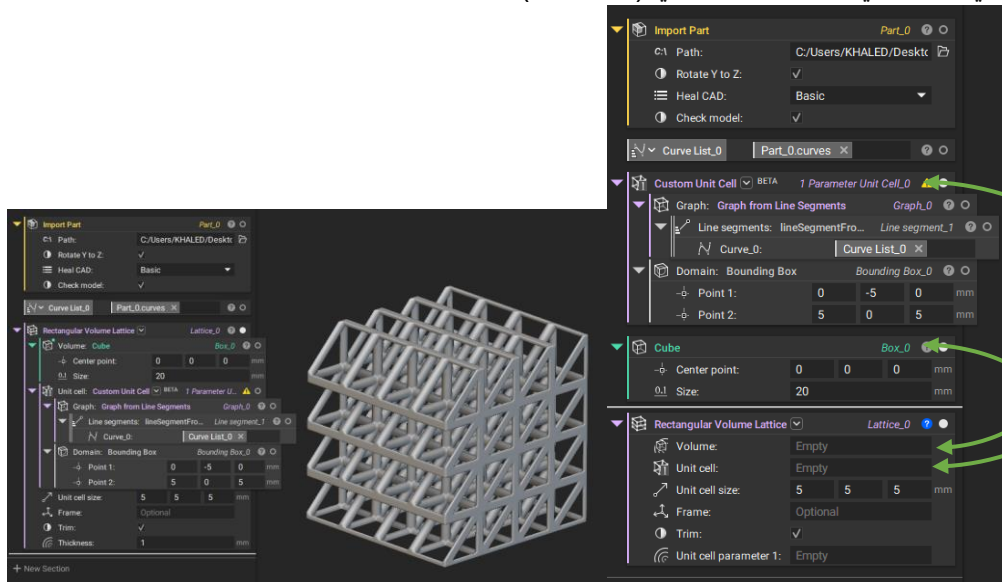 Import Part Part_0
C:\ Path: C:/Users/KHALED/Desktc
Rotate Y to Z:
Heal CAD: Basic
Check model:
Curve List_0 Part_0.curves
Rectangular Volume Lattice Lattice_0
Volume: Cube Box_0
Center point: 0 0 0 mm
0.1 Size: 20 mm
Unit cell: Custom Unit Cell BETA 1 Parameter U...
Graph: Graph from Line Segments Graph_0
Line segments: lineSegmentFro... Line segment_1
Curve_0: Curve List_0
Domain: Bounding Box Bounding Box_0
Point 1: 0 -5 0 mm
Point 2: 5 0 5 mm
Unit cell size: 5 5 5 mm
Frame: Optional
Trim:
Thickness: 1 mm
+ New Section
Import Part Part_0
C:\ Path: C:/Users/KHALED/Desktc
Rotate Y to Z:
Heal CAD: Basic
Check model:
Curve List_0 Part_0.curves
Custom Unit Cell BETA 1 Parameter Unit Cell_0
Graph: Graph from Line Segments Graph_0
Line segments: lineSegmentFro... Line segment_1
Curve_0: Curve List_0
Domain: Bounding Box Bounding Box_0
Point 1: 0 -5 0 mm
Point 2: 5 0 5 mm
Cube Box_0
Center point: 0 0 0 mm
0.1 Size: 20 mm
Rectangular Volume Lattice Lattice_0
Volume: Empty
Unit cell: Empty
Unit cell size: 5 5 5 mm
Frame: Optional
Trim:
Unit cell parameter 1: Empty